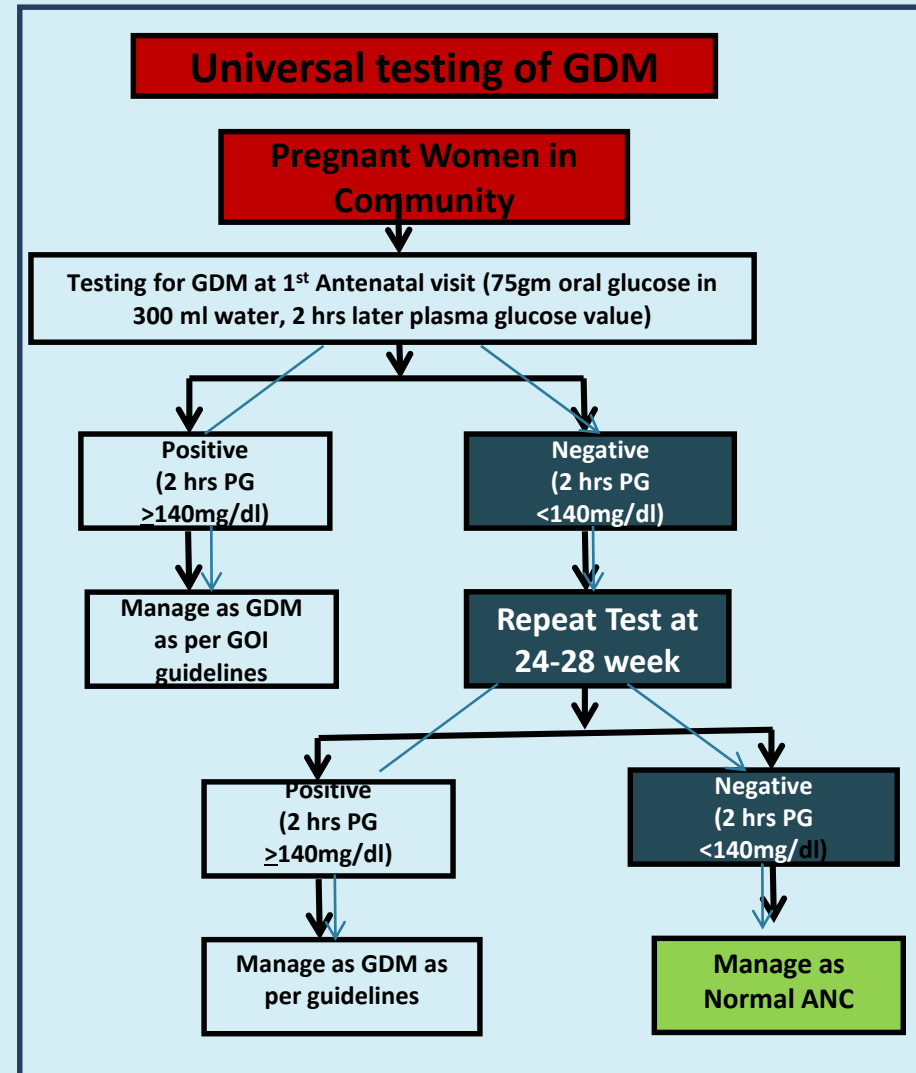 Universal testing of GDM
Pregnant Women in
Community
Testing for GDM at 1st Antenatal visit (75gm oral glucose in
300 ml water, 2 hrs later plasma glucose value)
Positive
(2 hrs PG
≥140mg/dl)
Negative
(2 hrs PG
<140mg/dl)
Manage as GDM
as per GOI
guidelines
Repeat Test at
24-28 week
Positive
(2 hrs PG
≥140mg/dl)
Negative
(2 hrs PG
<140mg/dl)
Manage as GDM as
per guidelines
Manage as
Normal ANC